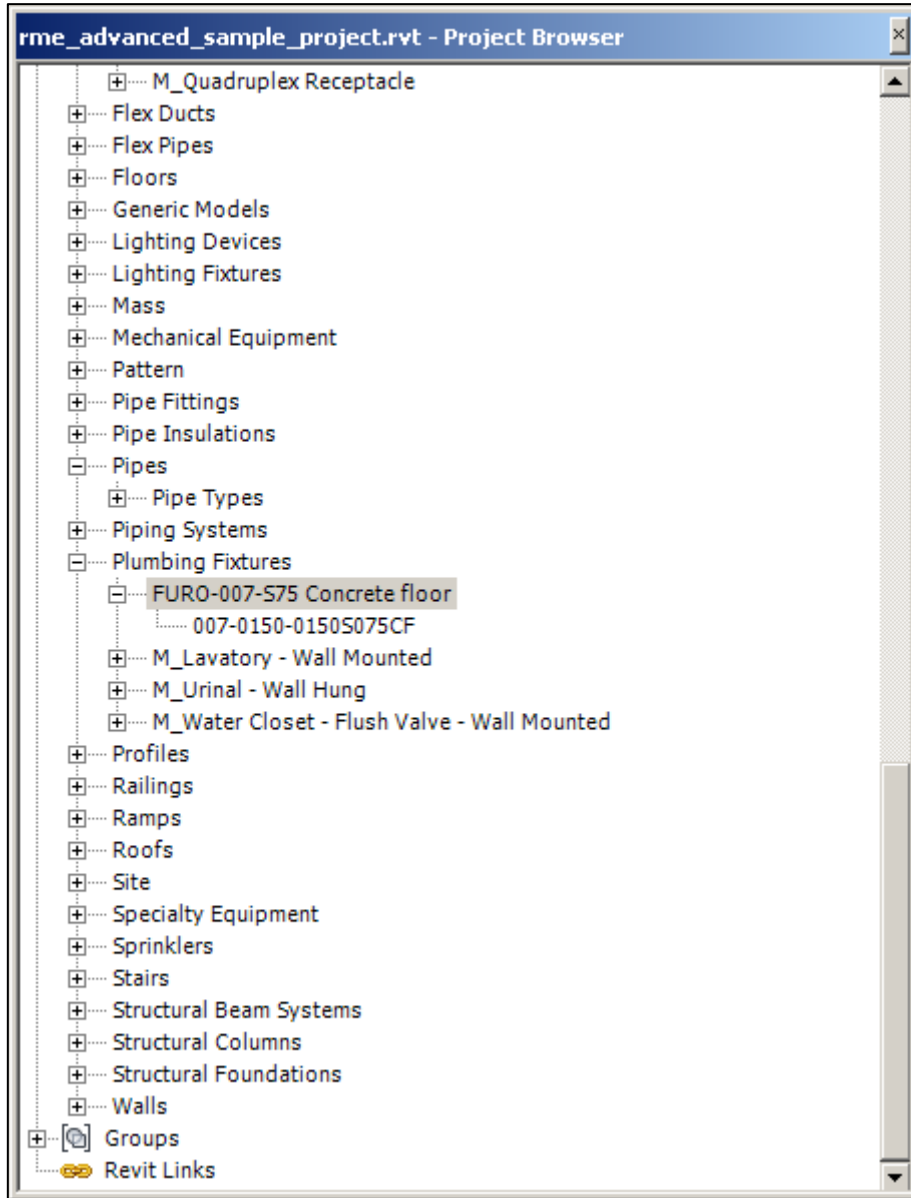 rme_advanced_sample_project.rvt - Project Browser
M_Quadruplex Receptacle
Flex Ducts
Flex Pipes
Floors
Generic Models
Lighting Devices
Lighting Fixtures
Mass
Mechanical Equipment
Pattern
Pipe Fittings
Pipe Insulations
Pipes
Pipe Types
Piping Systems
Plumbing Fixtures
FURO-007-S75 Concrete floor
007-0150-0150S075CF
M_Lavatory - Wall Mounted
M_Urinal - Wall Hung
M_Water Closet - Flush Valve - Wall Mounted
Profiles
Railings
Ramps
Roofs
Site
Specialty Equipment
Sprinklers
Stairs
Structural Beam Systems
Structural Columns
Structural Foundations
Walls
Groups
Revit Links